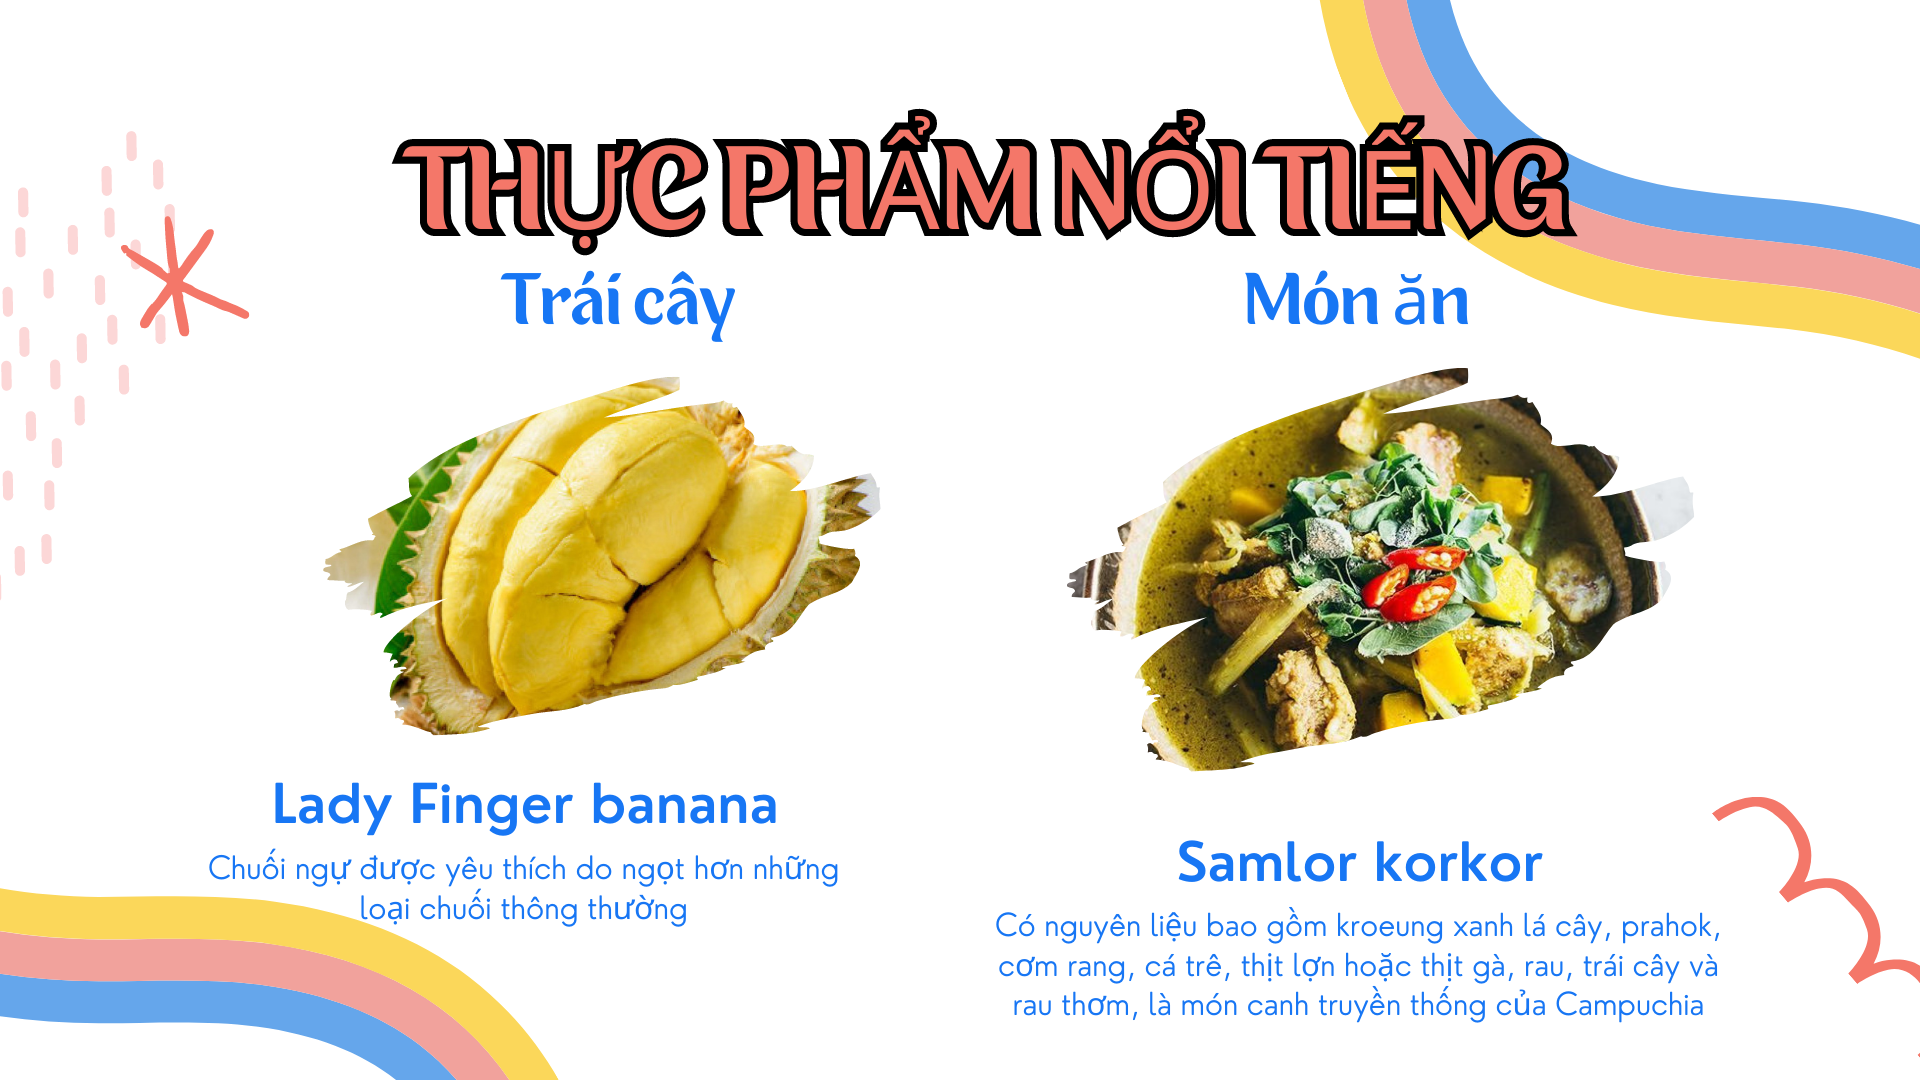 THỰC PHẨM NỔI TIẾNG
Trái cây
Món ăn
Lady Finger banana
Chuối ngự được yêu thích do ngọt hơn những
loại chuối thông thường
Samlor korkor
Có nguyên liệu bao gồm kroeung xanh lá cây, prahok,
cơm rang, cá trê, thịt lợn hoặc thịt gà, rau, trái cây và
rau thơm, là món canh truyền thống của Campuchia